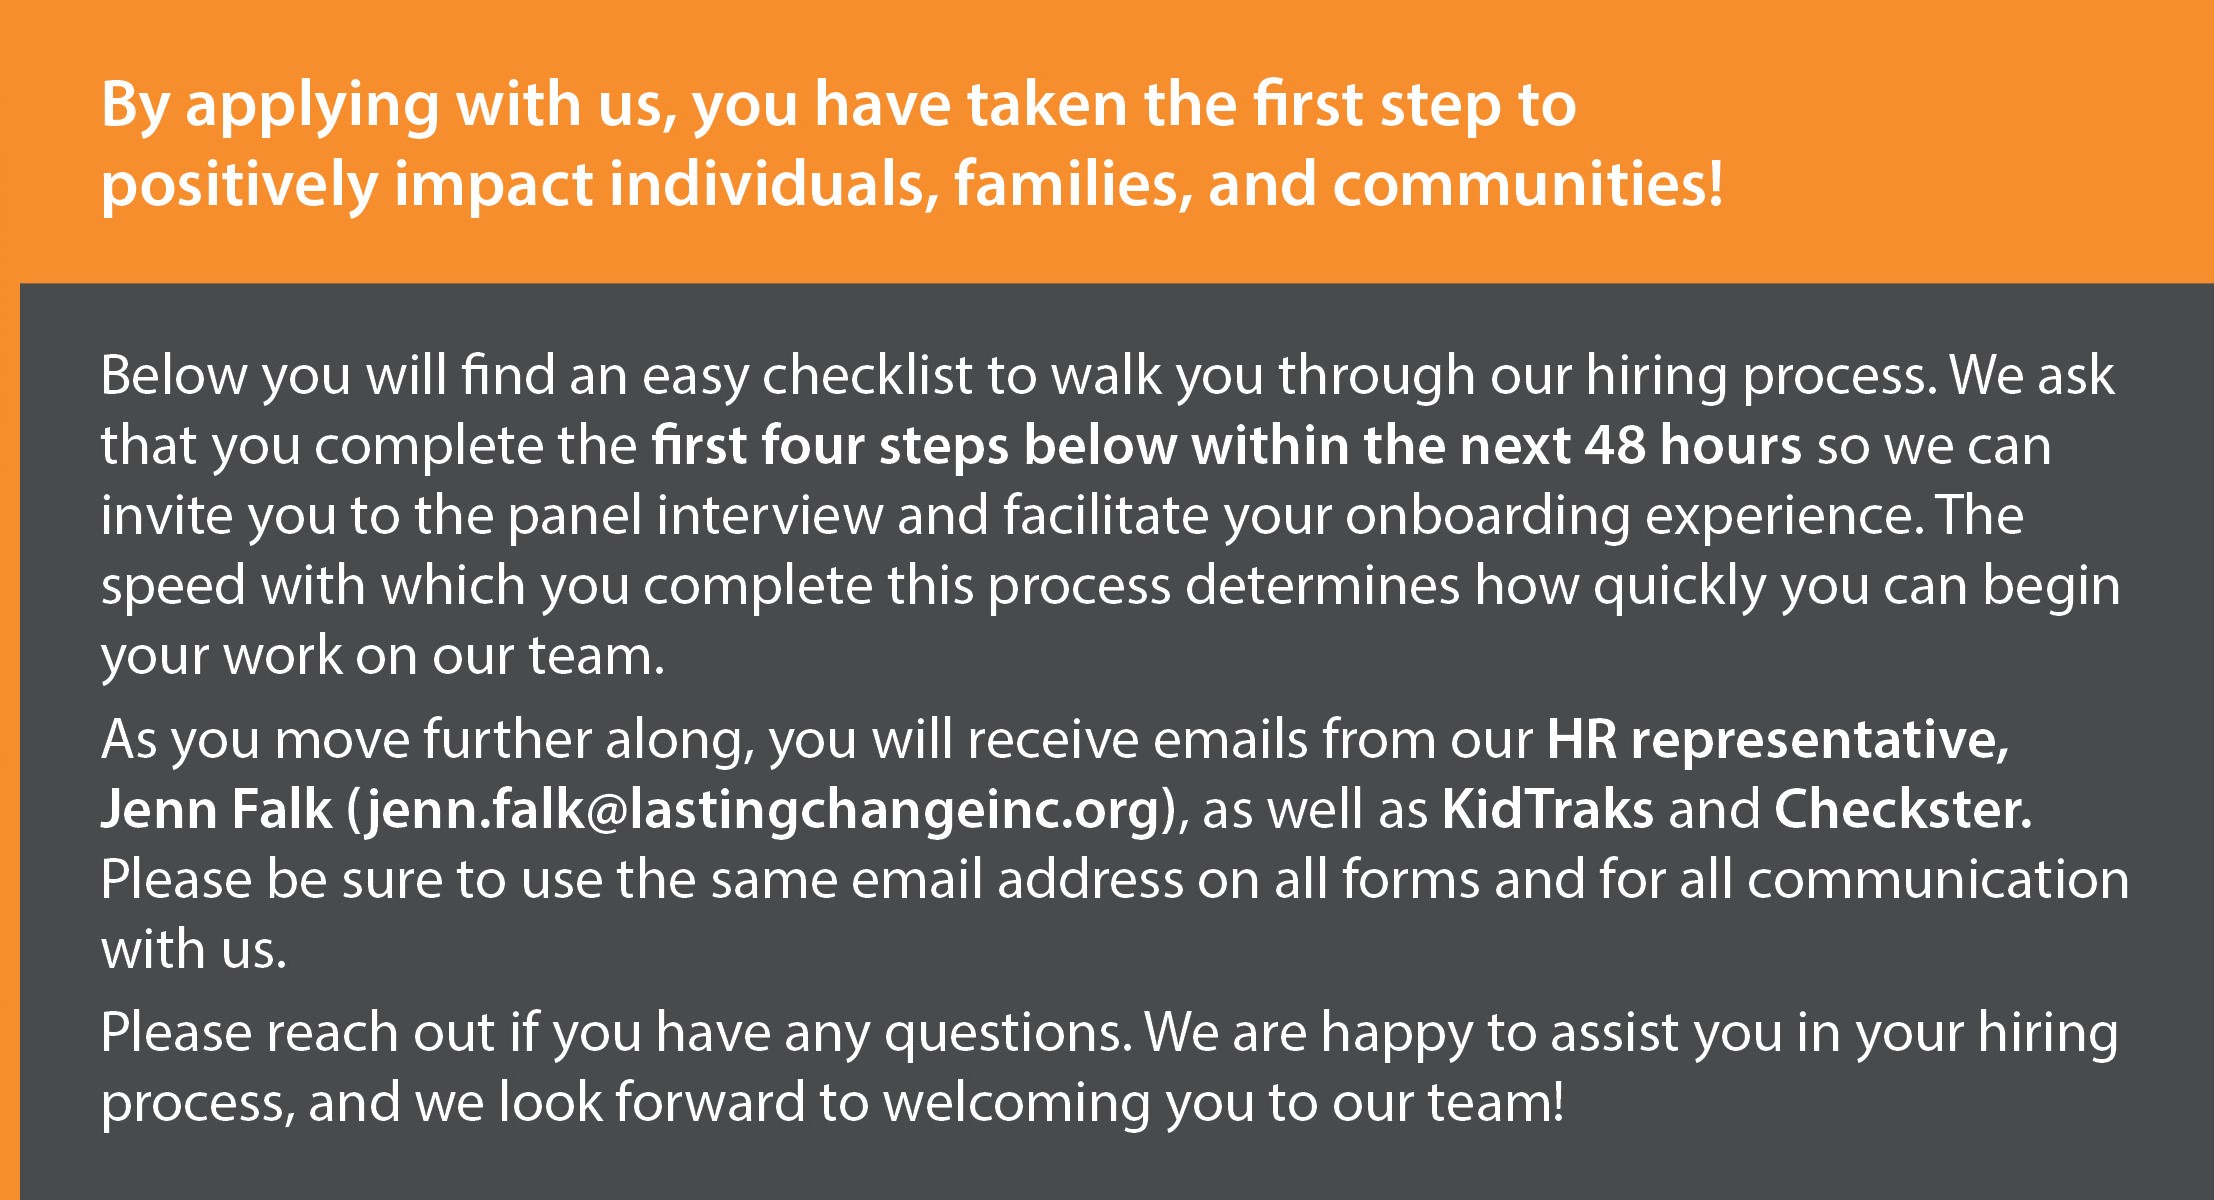 By applying with us, you have taken the first step to
positively impact individuals, families, and communities!
Below you will find an easy checklist to walk you through our hiring process. We ask
that you complete the first four steps below within the next 48 hours so we can
invite you to the panel interview and facilitate your onboarding experience. The
speed with which you complete this process determines how quickly you can begin
your work on our team.
As you move further along, you will receive emails from our HR representative,
Jenn Falk (jenn.falk@lastingchangeinc.org), as well as KidTraks and Checkster.
Please be sure to use the same email address on all forms and for all communication
with us.
Please reach out if you have any questions. We are happy to assist you in your hiring
process, and we look forward to welcoming you to our team!